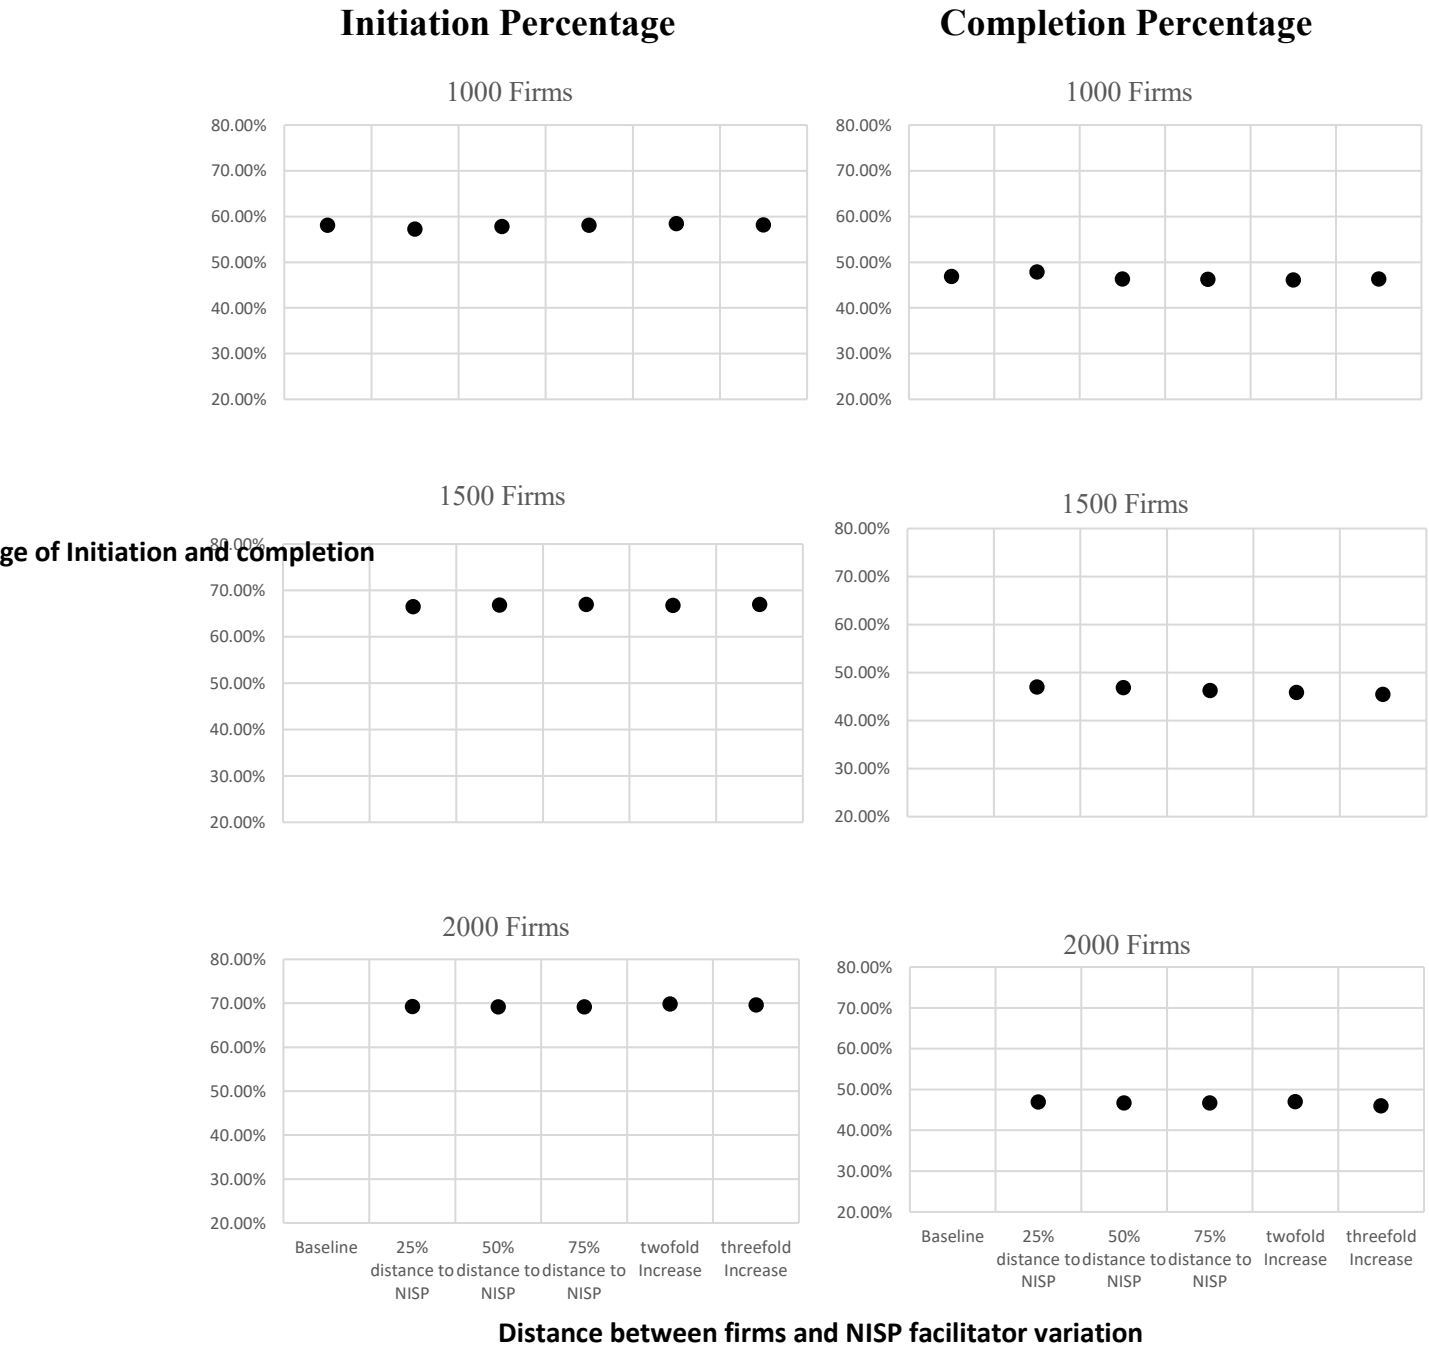 Initiation Percentage
Completion Percentage
1000 Firms
80.00%
70.00%
60.00%
50.00%
40.00%
30.00%
20.00%
1000 Firms
80.00%
70.00%
60.00%
50.00%
40.00%
30.00%
20.00%
ge of Initiation and completion
1500 Firms
80.00%
70.00%
60.00%
50.00%
40.00%
30.00%
20.00%
1500 Firms
80.00%
70.00%
60.00%
50.00%
40.00%
30.00%
20.00%
2000 Firms
80.00%
70.00%
60.00%
50.00%
40.00%
30.00%
20.00%
Baseline
25%
distance to
NISP
50%
distance to
NISP
75%
distance to
NISP
twofold
Increase
threefold
Increase
2000 Firms
80.00%
70.00%
60.00%
50.00%
40.00%
30.00%
20.00%
Baseline
25%
distance to
NISP
50%
distance to
NISP
75%
distance to
NISP
twofold
Increase
threefold
Increase
Distance between firms and NISP facilitator variation